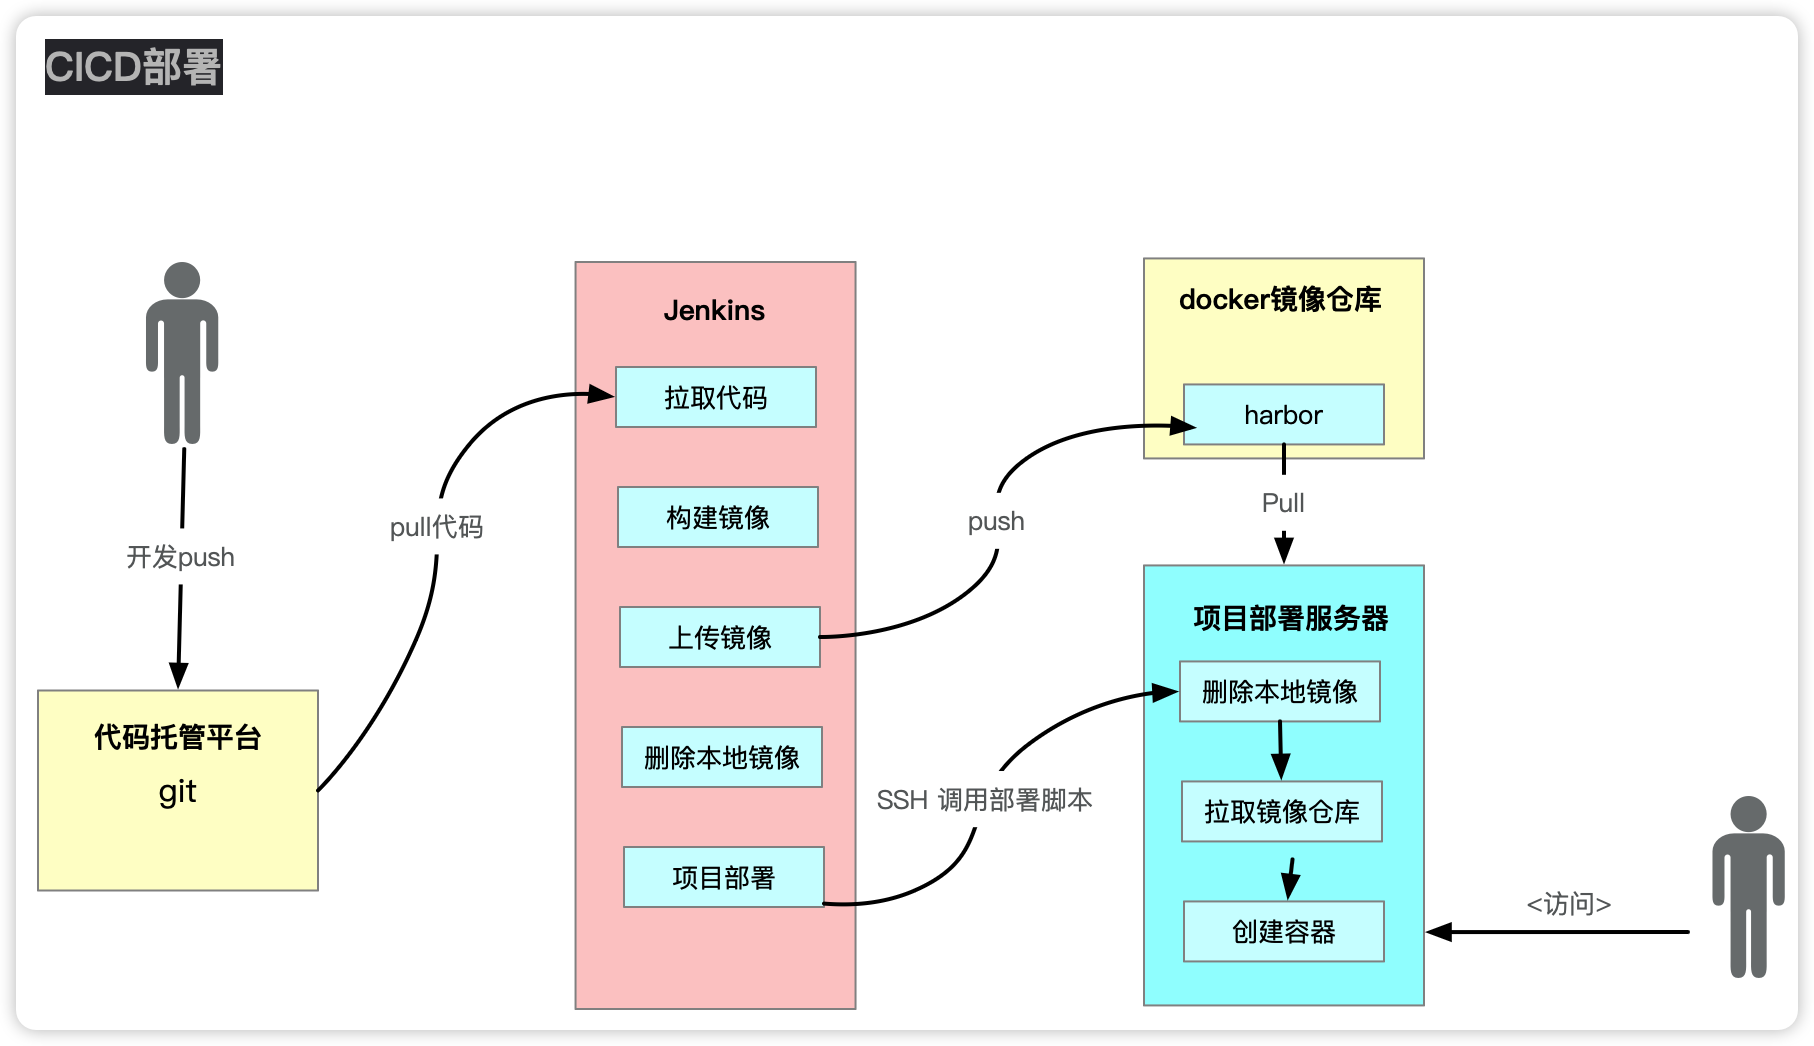 CICD部署
开发push
代码托管平台
git
pull代码
Jenkins
拉取代码
构建镜像
上传镜像
删除本地镜像
项目部署
push
SSH 调用部署脚本
docker镜像仓库
harbor
Pull
项目部署服务器
删除本地镜像
拉取镜像仓库
创建容器
<访问>